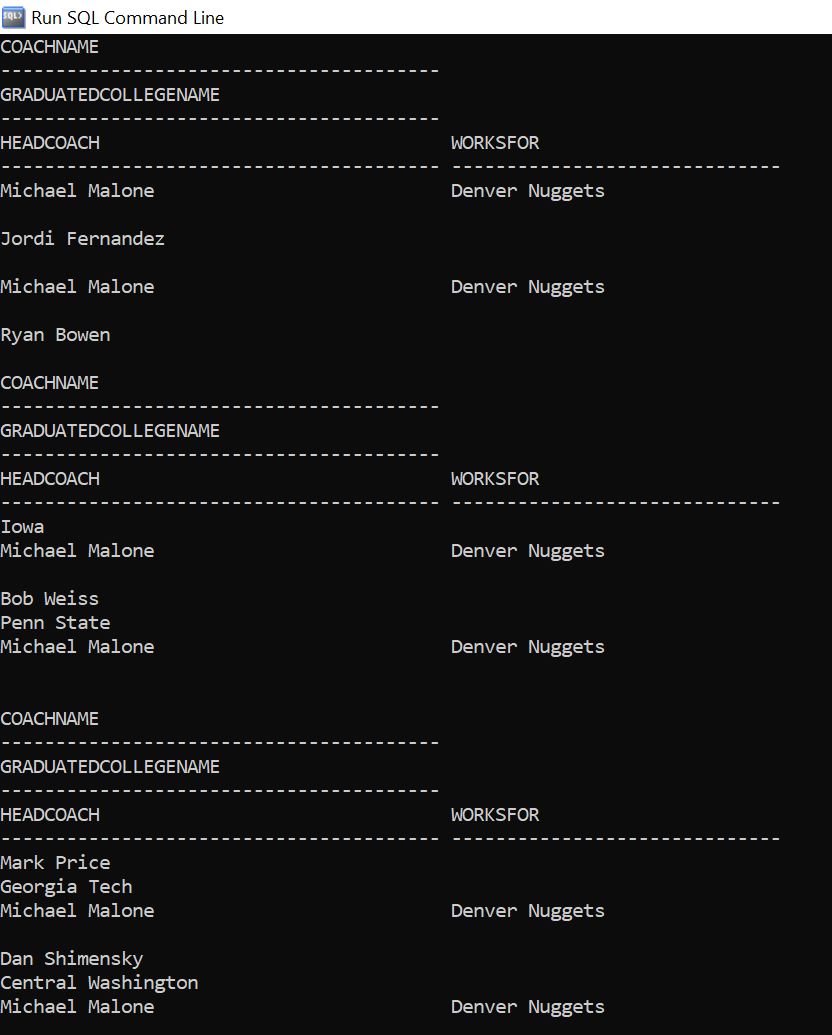 SQL> Run SQL Command Line
COACHNAME
----------------------------------------
GRADUATEDCOLLEGENAME
----------------------------------------
HEADCOACH                                WORKSFOR
---------------------------------------- ------------------------------
Michael Malone                           Denver Nuggets

Jordi Fernandez

Michael Malone                           Denver Nuggets

Ryan Bowen

COACHNAME
----------------------------------------
GRADUATEDCOLLEGENAME
----------------------------------------
HEADCOACH                                WORKSFOR
---------------------------------------- ------------------------------
Iowa
Michael Malone                           Denver Nuggets

Bob Weiss
Penn State
Michael Malone                           Denver Nuggets


COACHNAME
----------------------------------------
GRADUATEDCOLLEGENAME
----------------------------------------
HEADCOACH                                WORKSFOR
---------------------------------------- ------------------------------
Mark Price
Georgia Tech
Michael Malone                           Denver Nuggets

Dan Shimensky
Central Washington
Michael Malone                           Denver Nuggets